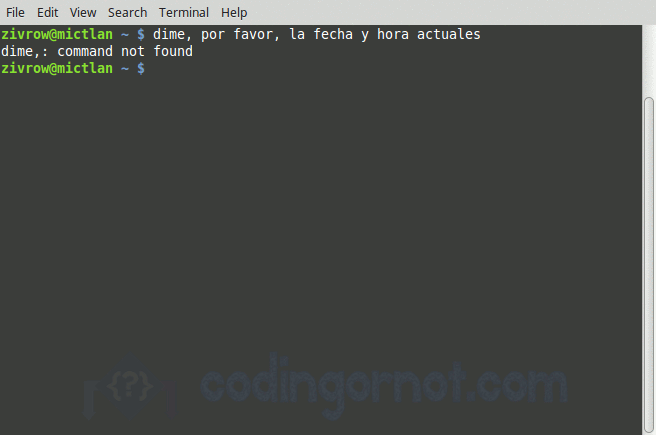 File Edit View Search Terminal Help
zivrow@mictlan ~ $ dime, por favor, la fecha y hora actuales
dime,: command not found
zivrow@mictlan ~ $
{?} codingornot.com